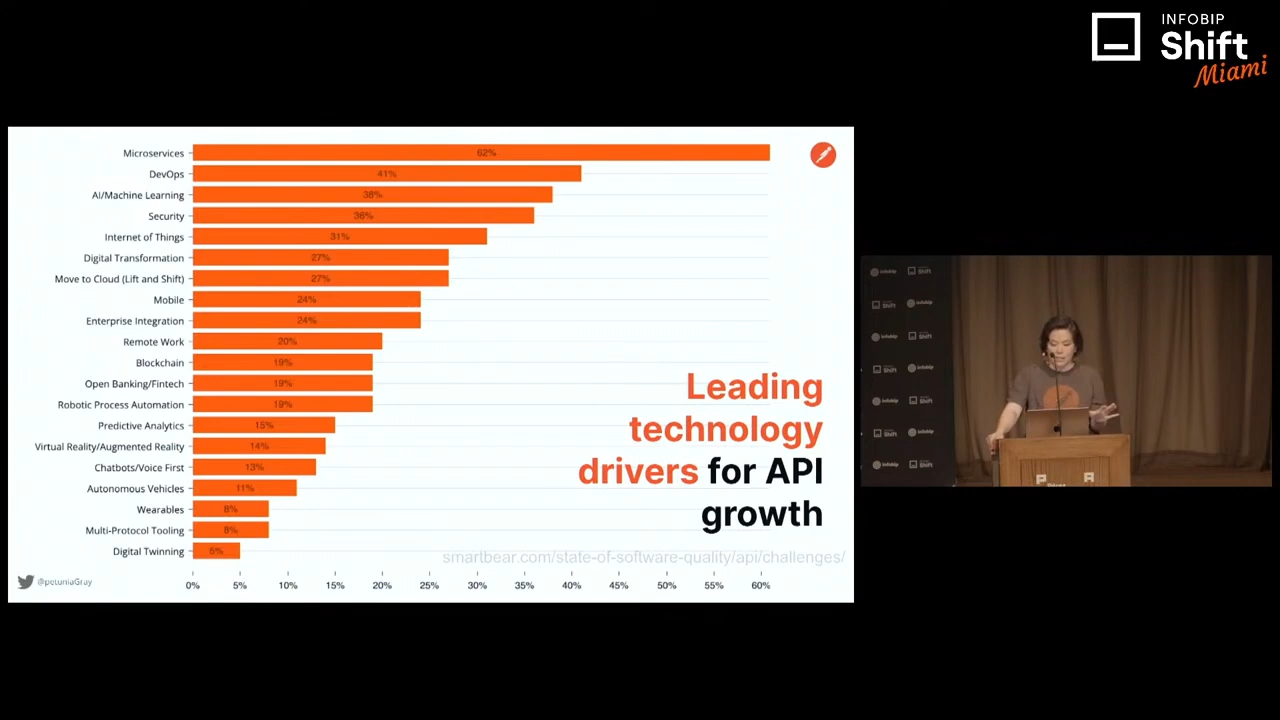 INFOBIP
Shift
Miami
Microservices 62%
DevOps 41%
AI/Machine Learning 38%
Security 36%
Internet of Things 31%
Digital Transformation 27%
Move to Cloud (Lift and Shift) 27%
Mobile 24%
Enterprise Integration 24%
Remote Work 20%
Blockchain 19%
Open Banking/Fintech 19%
Robotic Process Automation 19%
Predictive Analytics 15%
Virtual Reality/Augmented Reality 14%
Chatbots/Voice First 13%
Autonomous Vehicles 11%
Wearables 8%
Multi-Protocol Tooling 8%
Digital Twinning 5%
0% 5% 10% 15% 20% 25% 30% 35% 40% 45% 50% 55% 60%
Leading
technology
drivers for API
growth
smartbear.com/state-of-software-quality/api/challenges/
@petuniaGray
infobip Shift